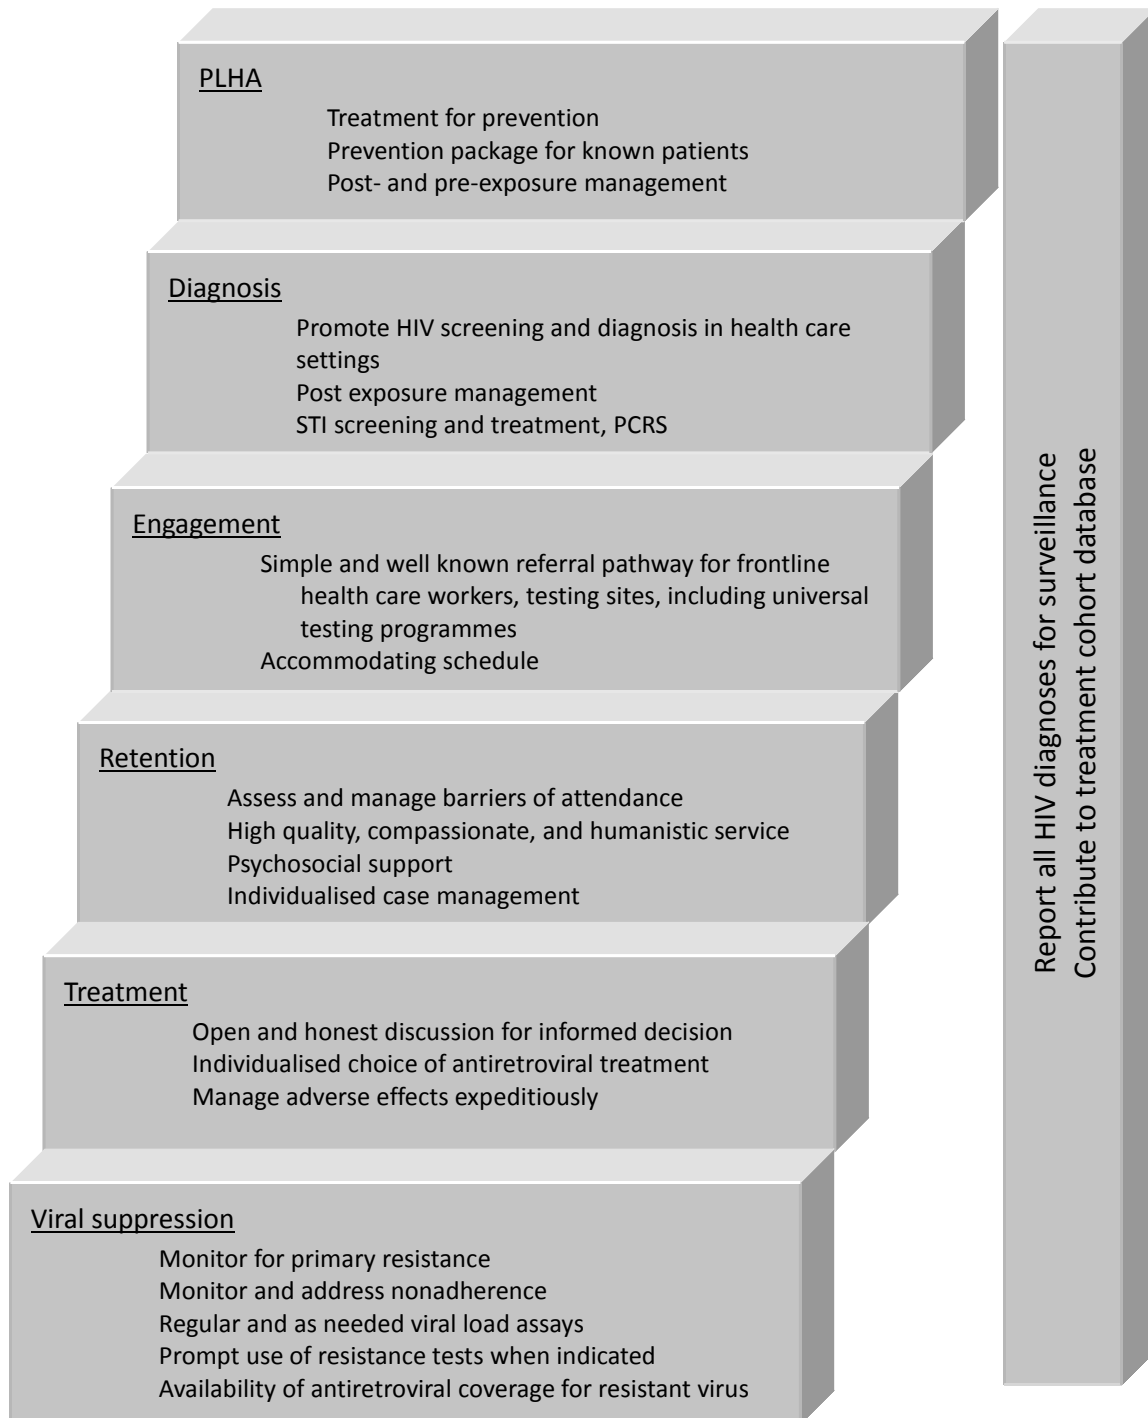 PLHA
Treatment for prevention
Prevention package for known patients
Post- and pre-exposure management
Diagnosis
Promote HIV screening and diagnosis in health care
settings
Post exposure management
STI screening and treatment, PCRS
Engagement
Simple and well known referral pathway for frontline
health care workers, testing sites, including universal
testing programmes
Accommodating schedule
Retention
Assess and manage barriers of attendance
High quality, compassionate, and humanistic service
Psychosocial support
Individualised case management
Treatment
Open and honest discussion for informed decision
Individualised choice of antiretroviral treatment
Manage adverse effects expeditiously
Viral suppression
Monitor for primary resistance
Monitor and address nonadherence
Regular and as needed viral load assays
Prompt use of resistance tests when indicated
Availability of antiretroviral coverage for resistant virus
Report all HIV diagnoses for surveillance
Contribute to treatment cohort database